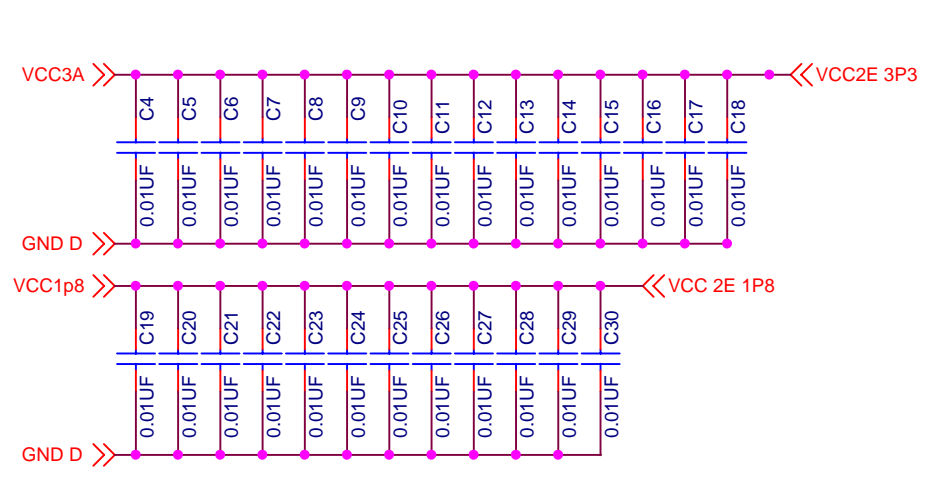 VCC3A VCC2E 3P3
C4 C5 C6 C7 C8 C9 C10 C11 C12 C13 C14 C15 C16 C17 C18
0.01UF 0.01UF 0.01UF 0.01UF 0.01UF 0.01UF 0.01UF 0.01UF 0.01UF 0.01UF 0.01UF 0.01UF 0.01UF 0.01UF 0.01UF
GND D
VCC1p8 VCC 2E 1P8
C19 C20 C21 C22 C23 C24 C25 C26 C27 C28 C29 C30
0.01UF 0.01UF 0.01UF 0.01UF 0.01UF 0.01UF 0.01UF 0.01UF 0.01UF 0.01UF 0.01UF 0.01UF
GND D